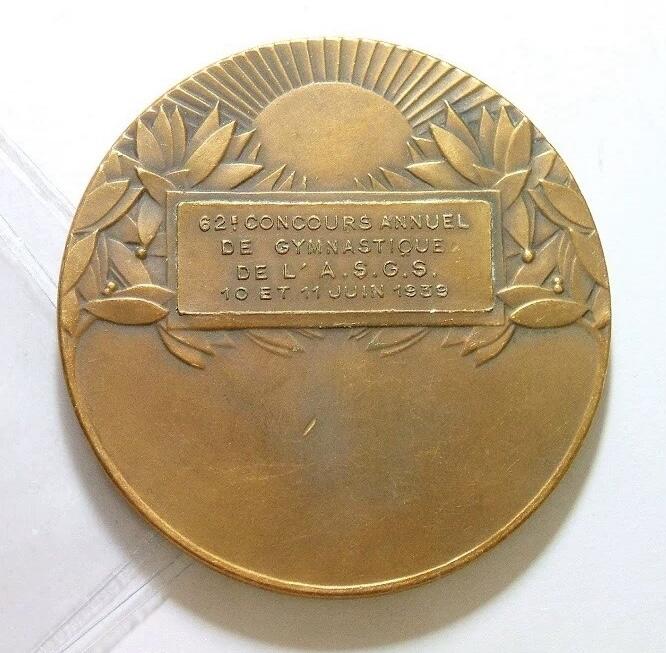 62E CONCOURS ANNUEL
DE GYMNASTIQUE
DE L' A.S.G.S.
10 ET 11 JUIN 1939